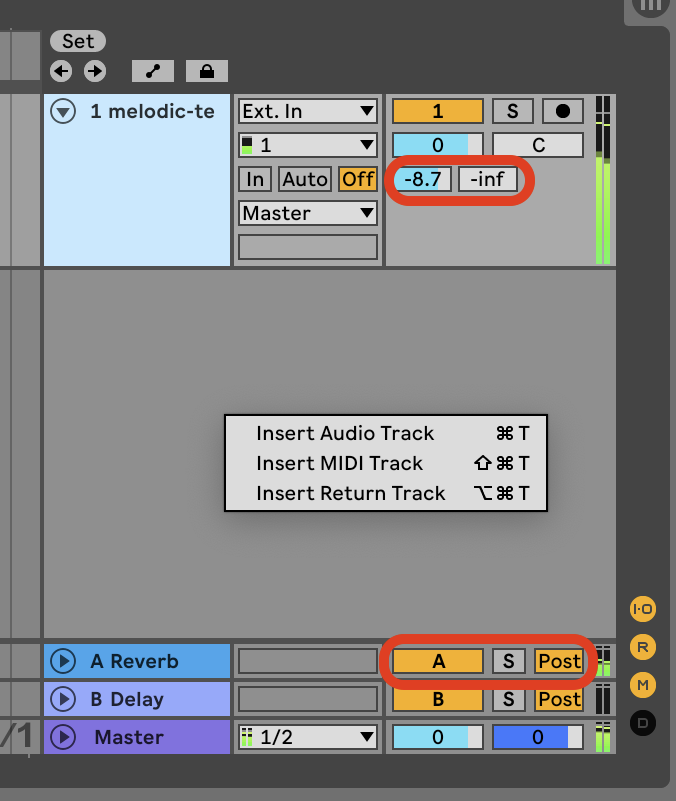 Set
1 melodic-te Ext. In 1 S
1 0 C
In Auto Off -8.7 -inf
Master
Insert Audio Track ⌘ T
Insert MIDI Track ⇧⌘ T
Insert Return Track ⌥⌘ T
I·O
A Reverb A S Post R
M
B Delay B S Post
/1 Master 1/2 0 0 D